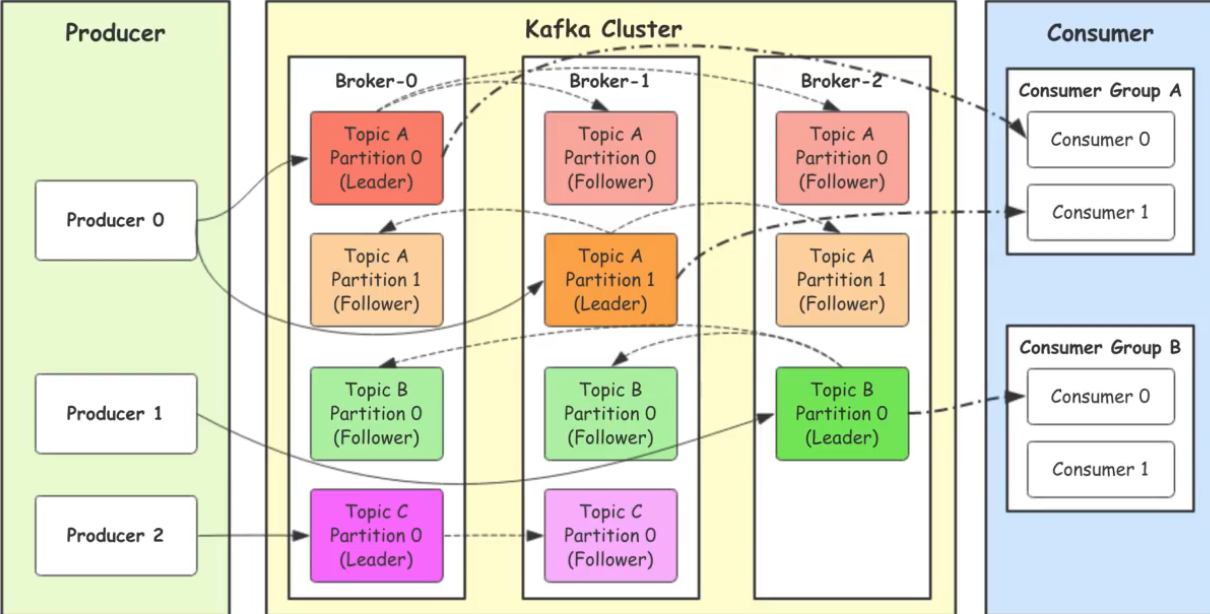 Producer
Producer 0
Producer 1
Producer 2
Kafka Cluster
Broker-0
Topic A
Partition 0
(Leader)
Topic A
Partition 1
(Follower)
Topic B
Partition 0
(Follower)
Topic C
Partition 0
(Leader)
Broker-1
Topic A
Partition 0
(Follower)
Topic A
Partition 1
(Leader)
Topic B
Partition 0
(Follower)
Topic C
Partition 0
(Follower)
Broker-2
Topic A
Partition 0
(Follower)
Topic A
Partition 1
(Follower)
Topic B
Partition 0
(Leader)
Consumer
Consumer Group A
Consumer 0
Consumer 1
Consumer Group B
Consumer 0
Consumer 1